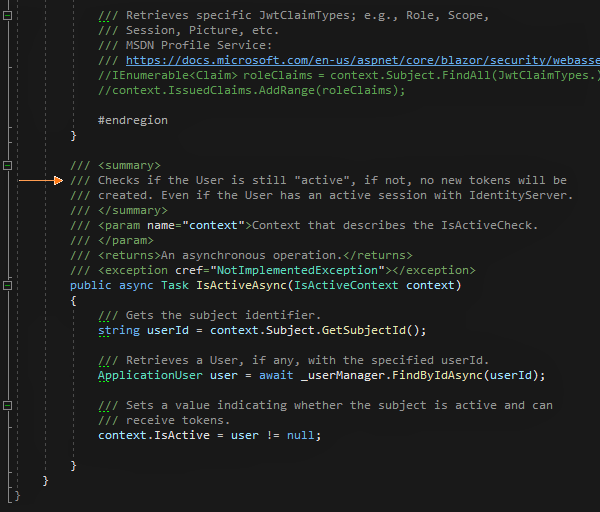 /// Retrieves specific JwtClaimTypes; e.g., Role, Scope,
/// Session, Picture, etc.
/// MSDN Profile Service:
/// https://docs.microsoft.com/en-us/aspnet/core/blazor/security/webasse
//IEnumerable<Claim> roleClaims = context.Subject.FindAll(JwtClaimTypes.
//context.IssuedClaims.AddRange(roleClaims);
#endregion
}
/// <summary>
/// Checks if the User is still "active", if not, no new tokens will be
/// created. Even if the User has an active session with IdentityServer.
/// </summary>
/// <param name="context">Context that describes the IsActiveCheck.
/// </param>
/// <returns>An asynchronous operation.</returns>
/// <exception cref="NotImplementedException"></exception>
public async Task IsActiveAsync(IsActiveContext context)
{
/// Gets the subject identifier.
string userId = context.Subject.GetSubjectId();
/// Retrieves a User, if any, with the specified userId.
ApplicationUser user = await _userManager.FindByIdAsync(userId);
/// Sets a value indicating whether the subject is active and can
/// receive tokens.
context.IsActive = user != null;
}
}
}